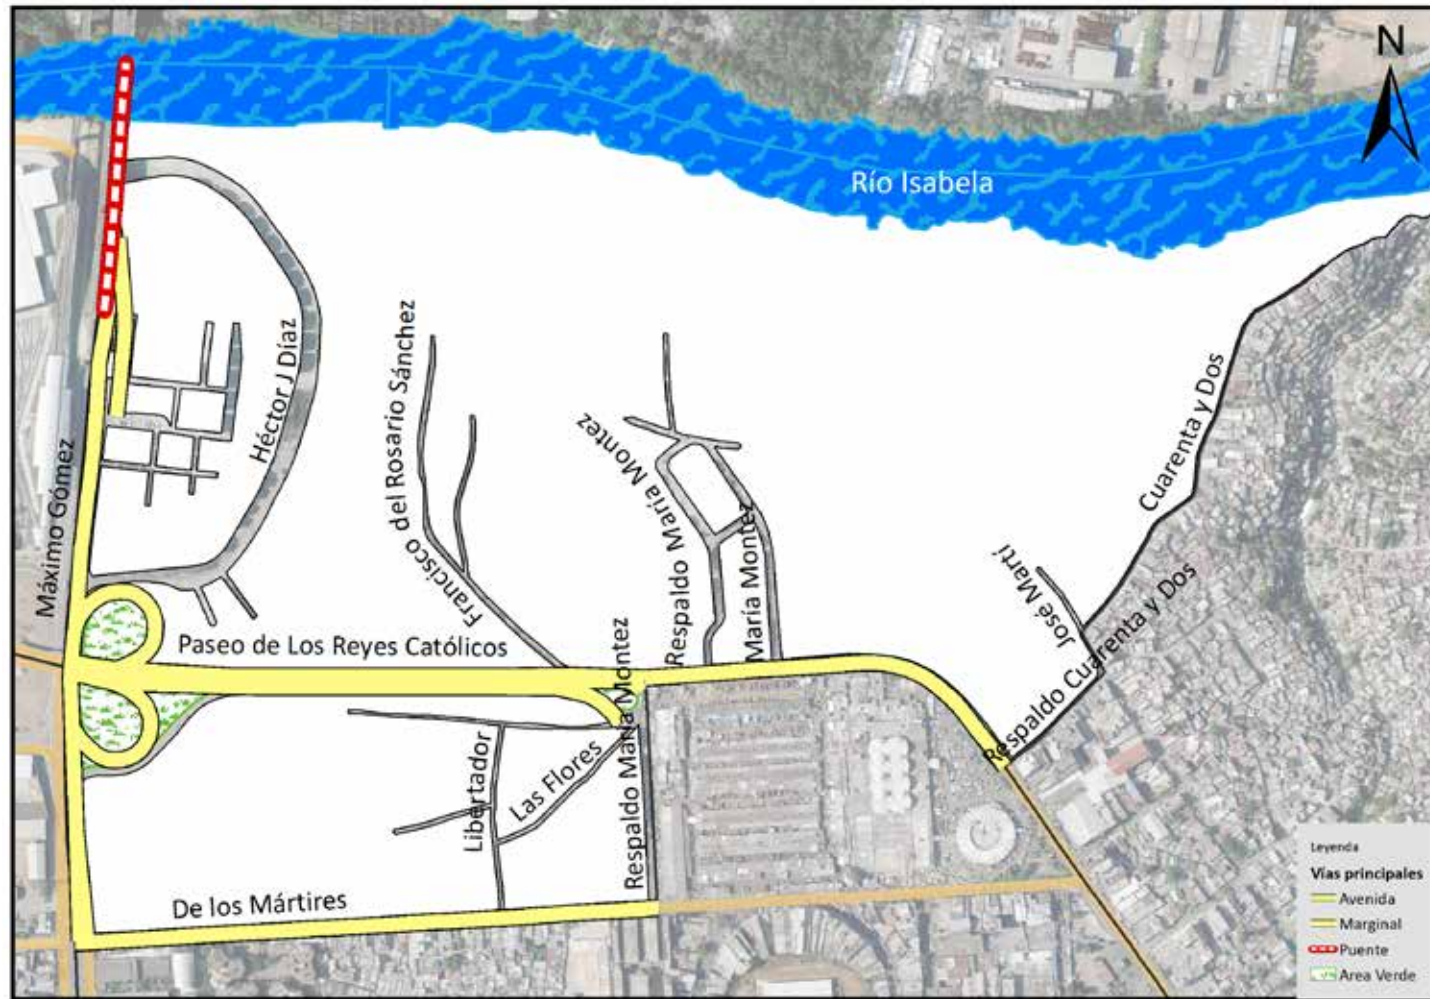 N
Río Isabela
Héctor J Díaz
Francisco del Rosario Sánchez
Respaldo María Montez
María Montez
Cuarenta y Dos
Máximo Gómez
José Martí
Respaldo Cuarenta y Dos
Paseo de Los Reyes Católicos
Respaldo María Montez
Libertador
Las Flores
De los Mártires
Leyenda
Vías principales
Avenida
Marginal
Puente
Area Verde